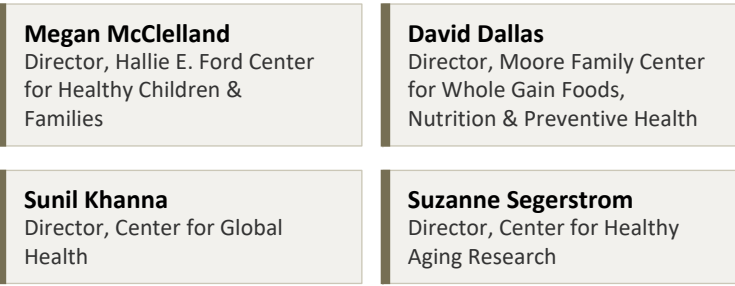 Megan McClelland
Director, Hallie E. Ford Center
for Healthy Children &
Families
David Dallas
Director, Moore Family Center
for Whole Gain Foods,
Nutrition & Preventive Health
Sunil Khanna
Director, Center for Global
Health
Suzanne Segerstrom
Director, Center for Healthy
Aging Research